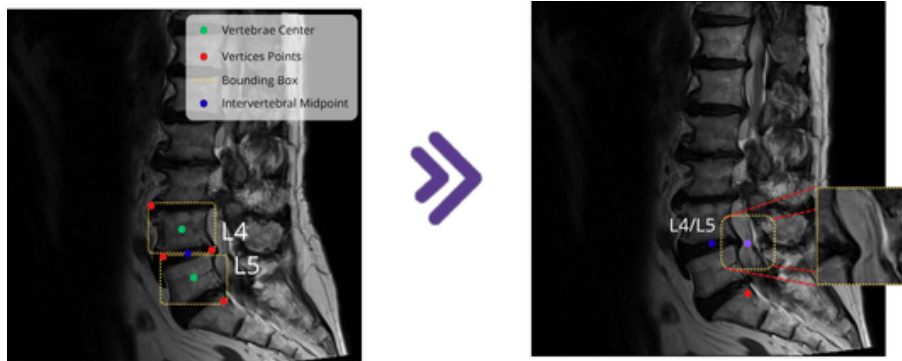 Vertebrae Center
Vertices Points
Bounding Box
Intervertebral Midpoint
L4
L5
L4/L5